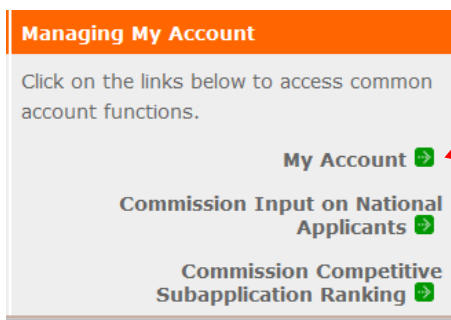 Managing My Account
Click on the links below to access common
account functions.
My Account
Commission Input on National
Applicants
Commission Competitive
Subapplication Ranking